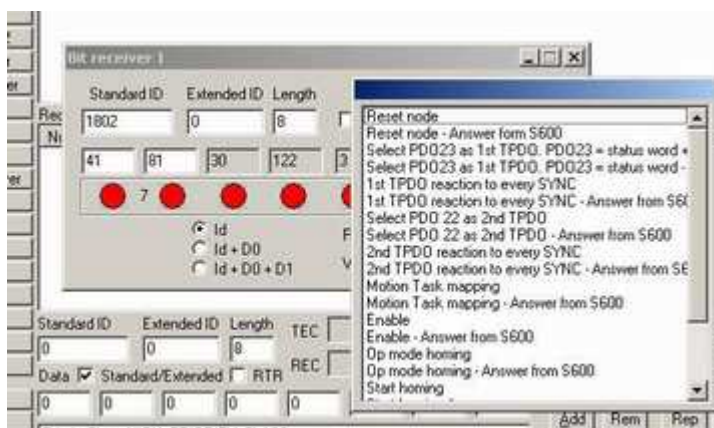 Bit receiver 1
Standard ID Extended ID Length
1802 0 8
41 81 30 122 3
7
Id
Id + D0
Id + D0 + D1
Reset node
Reset node - Answer form S600
Select PDO23 as 1st TPDO. PDO23 = status word +
Select PDO23 as 1st TPDO. PDO23 = status word -
1st TPDO reaction to every SYNC
1st TPDO reaction to every SYNC - Answer from S60
Select PDO 22 as 2nd TPDO
Select PDO 22 as 2nd TPDO - Answer from S600
2nd TPDO reaction to every SYNC
2nd TPDO reaction to every SYNC - Answer from S6
Motion Task mapping
Motion Task mapping - Answer from S600
Enable
Enable - Answer from S600
Op mode homing
Op mode homing - Answer from S600
Start homing
Standard ID Extended ID Length TEC
0 0 8
REC
Data Standard/Extended RTR
0 0 0 0 0
Add Rem Rep